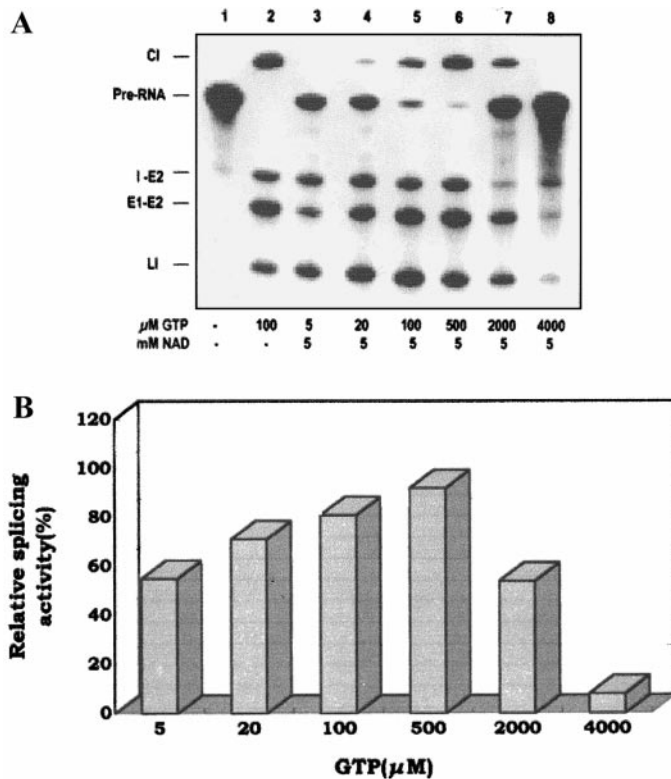 A
1 2 3 4 5 6 7 8
CI
Pre-RNA
I-E2
E1-E2
LI
μM GTP - 100 5 20 100 500 2000 4000
mM NAD - - 5 5 5 5 5 5
B
120
100
80
60
40
20
0
Relative splicing
activity(%)
5 20 100 500 2000 4000
GTP(μM)